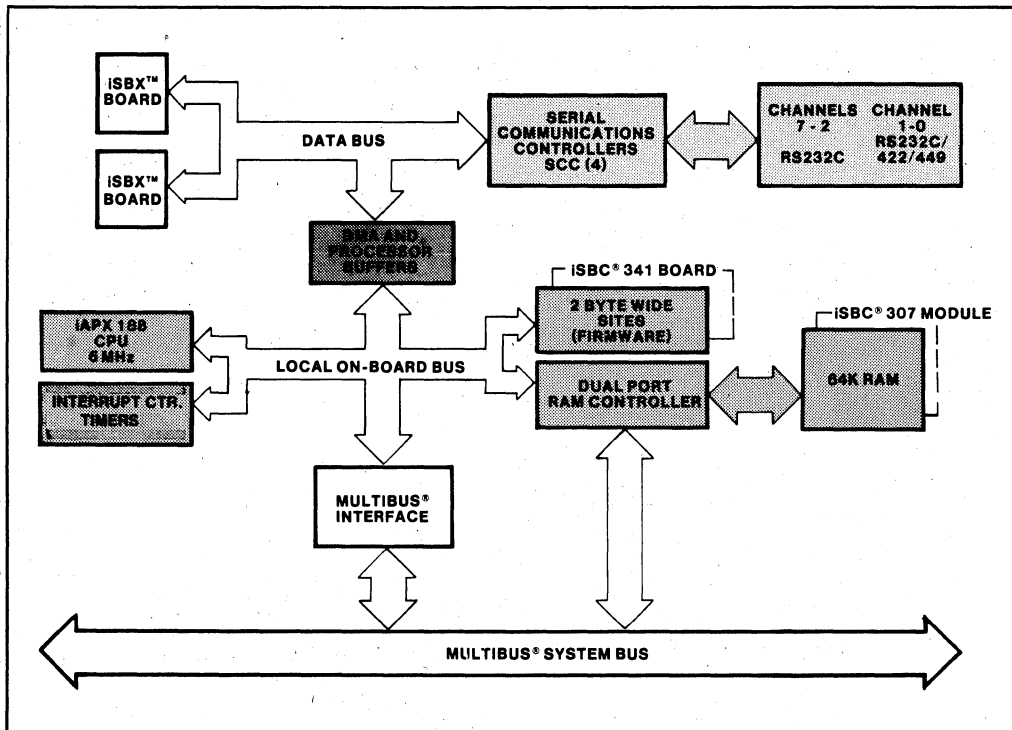 iSBX™
BOARD
iSBX™
BOARD
DATA BUS
SERIAL
COMMUNICATIONS
CONTROLLERS
SCC (4)
CHANNELS
7 - 2
RS232C
CHANNEL
1-0
RS232C/
422/449
DMA AND
PROCESSOR
BUFFERS
iSBC® 341 BOARD
2 BYTE WIDE
SITES
(FIRMWARE)
iSBC® 307 MODULE
64K RAM
iAPX 188
CPU
6 MHz
INTERRUPT CTR.
TIMERS
LOCAL ON-BOARD BUS
DUAL PORT
RAM CONTROLLER
MULTIBUS®
INTERFACE
MULTIBUS® SYSTEM BUS